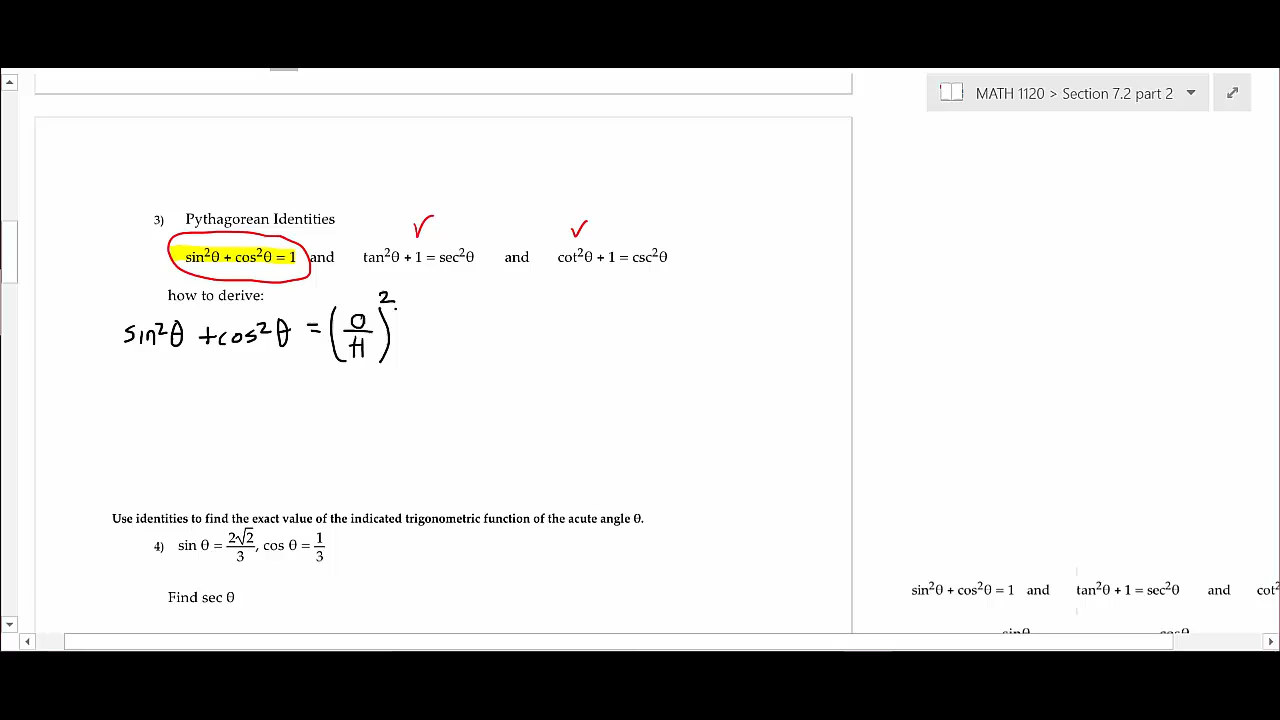 MATH 1120 > Section 7.2 part 2
3) Pythagorean Identities
sin²θ + cos²θ = 1 and tan²θ + 1 = sec²θ and cot²θ + 1 = csc²θ
how to derive:
sin²θ + cos²θ = (O/H)²
Use identities to find the exact value of the indicated trigonometric function of the acute angle θ.
4) sin θ = 2√2/3, cos θ = 1/3
Find sec θ
sin²θ + cos²θ = 1 and tan²θ + 1 = sec²θ and cot²
sinθ cosθ